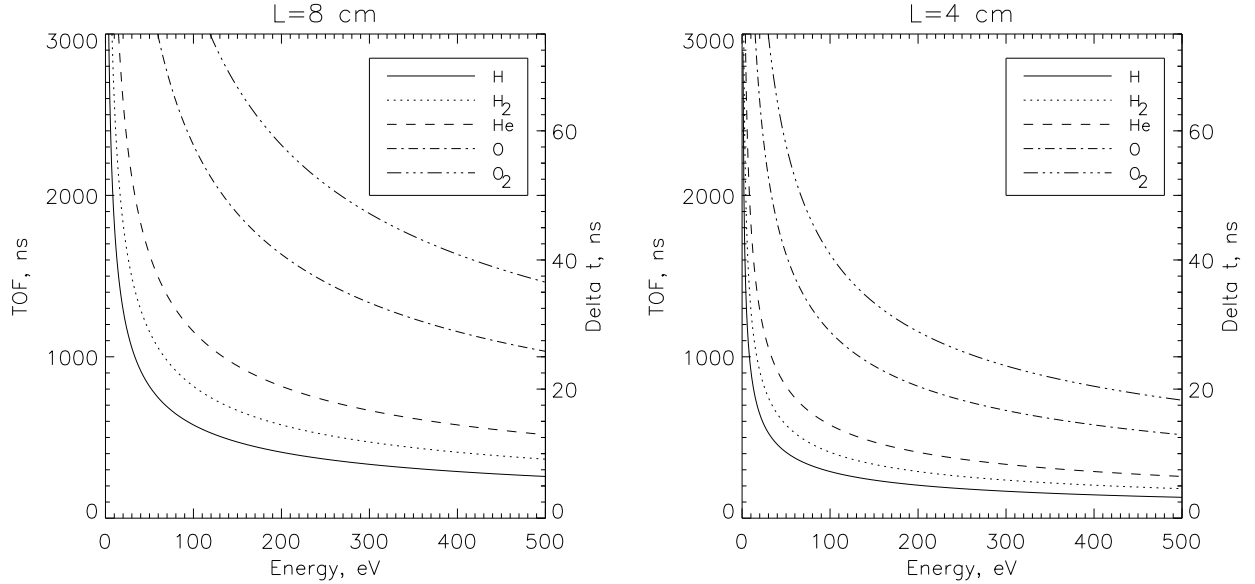 L=8 cm
3000
2000
1000
0
TOF, ns
0 100 200 300 400 500
Energy, eV
60
40
20
0
Delta t, ns
H
H2
He
O
O2
L=4 cm
3000
2000
1000
0
TOF, ns
0 100 200 300 400 500
Energy, eV
60
40
20
0
Delta t, ns
H
H2
He
O
O2